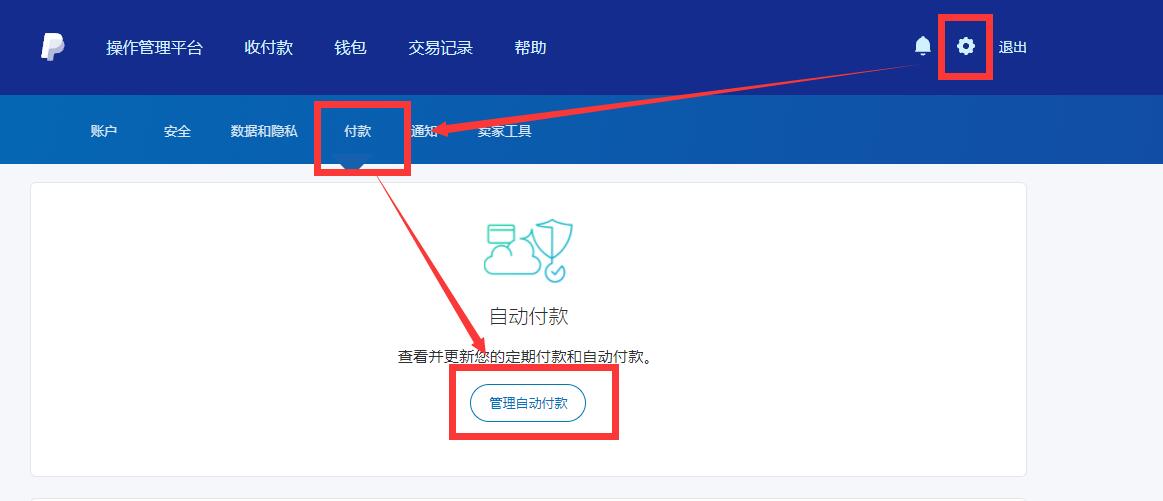 操作管理平台 收付款 钱包 交易记录 帮助 退出
账户 安全 数据和隐私 付款 通知 卖家工具
自动付款
查看并更新您的定期付款和自动付款。
管理自动付款